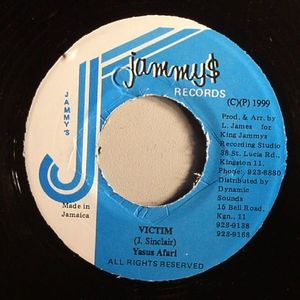 jammy$
RECORDS
JAMMY'S
(C)(P) 1999
Prod. & Arr. by
L. James for
King Jammys
Recording Studio
38 St. Lucia Rd.,
Kingston 11.
Phone: 923-8880
Distributed by
Dynamic
Sounds
15 Bell Road,
Kgn., 11
923-9138
923-9168
Made in
Jamaica
VICTIM
(J. Sinclair)
Yasus Afari
ALL RIGHTS RESERVED